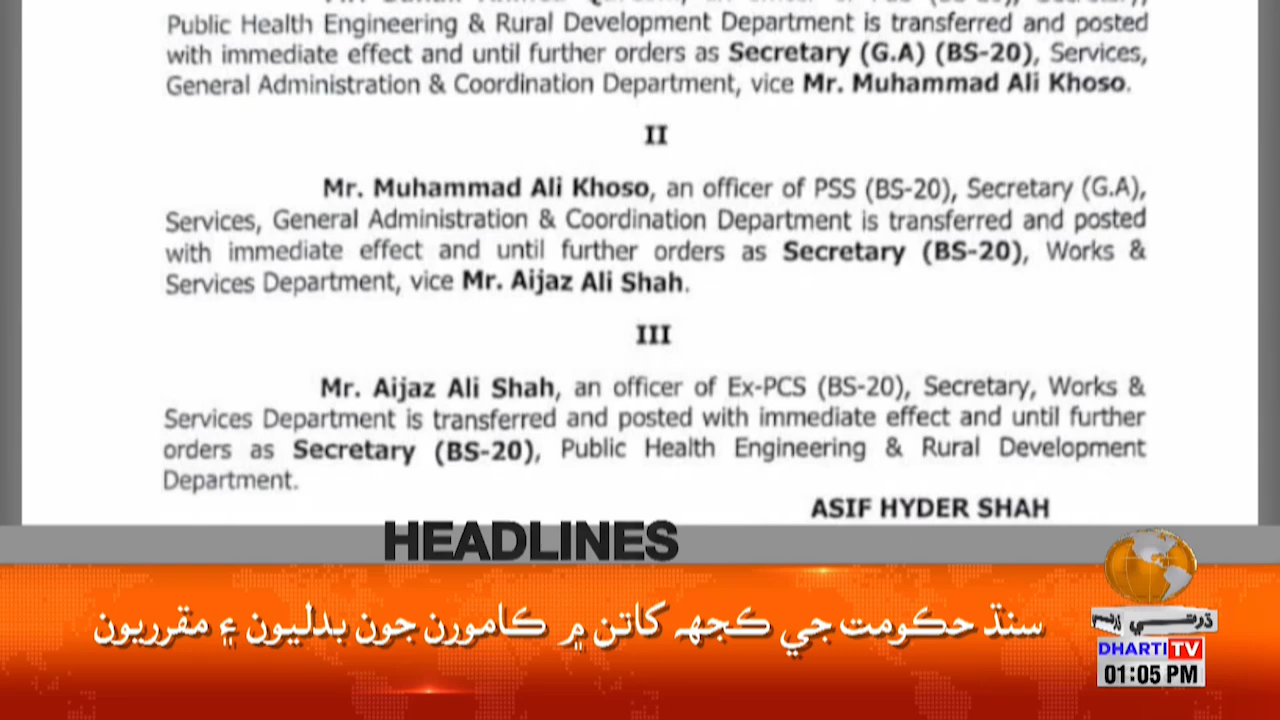 Public Health Engineering & Rural Development Department is transferred and posted
with immediate effect and until further orders as Secretary (G.A) (BS-20), Services,
General Administration & Coordination Department, vice Mr. Muhammad Ali Khoso.
II
Mr. Muhammad Ali Khoso, an officer of PSS (BS-20), Secretary (G.A),
Services, General Administration & Coordination Department is transferred and posted
with immediate effect and until further orders as Secretary (BS-20), Works &
Services Department, vice Mr. Aijaz Ali Shah.
III
Mr. Aijaz Ali Shah, an officer of Ex-PCS (BS-20), Secretary, Works &
Services Department is transferred and posted with immediate effect and until further
orders as Secretary (BS-20), Public Health Engineering & Rural Development
Department.
ASIF HYDER SHAH
HEADLINES
سنڌ حڪومت جي ڪجهه کاتن ۾ ڪامورن جون بدليون ۽ مقرريون
DHARTI TV
01:05 PM